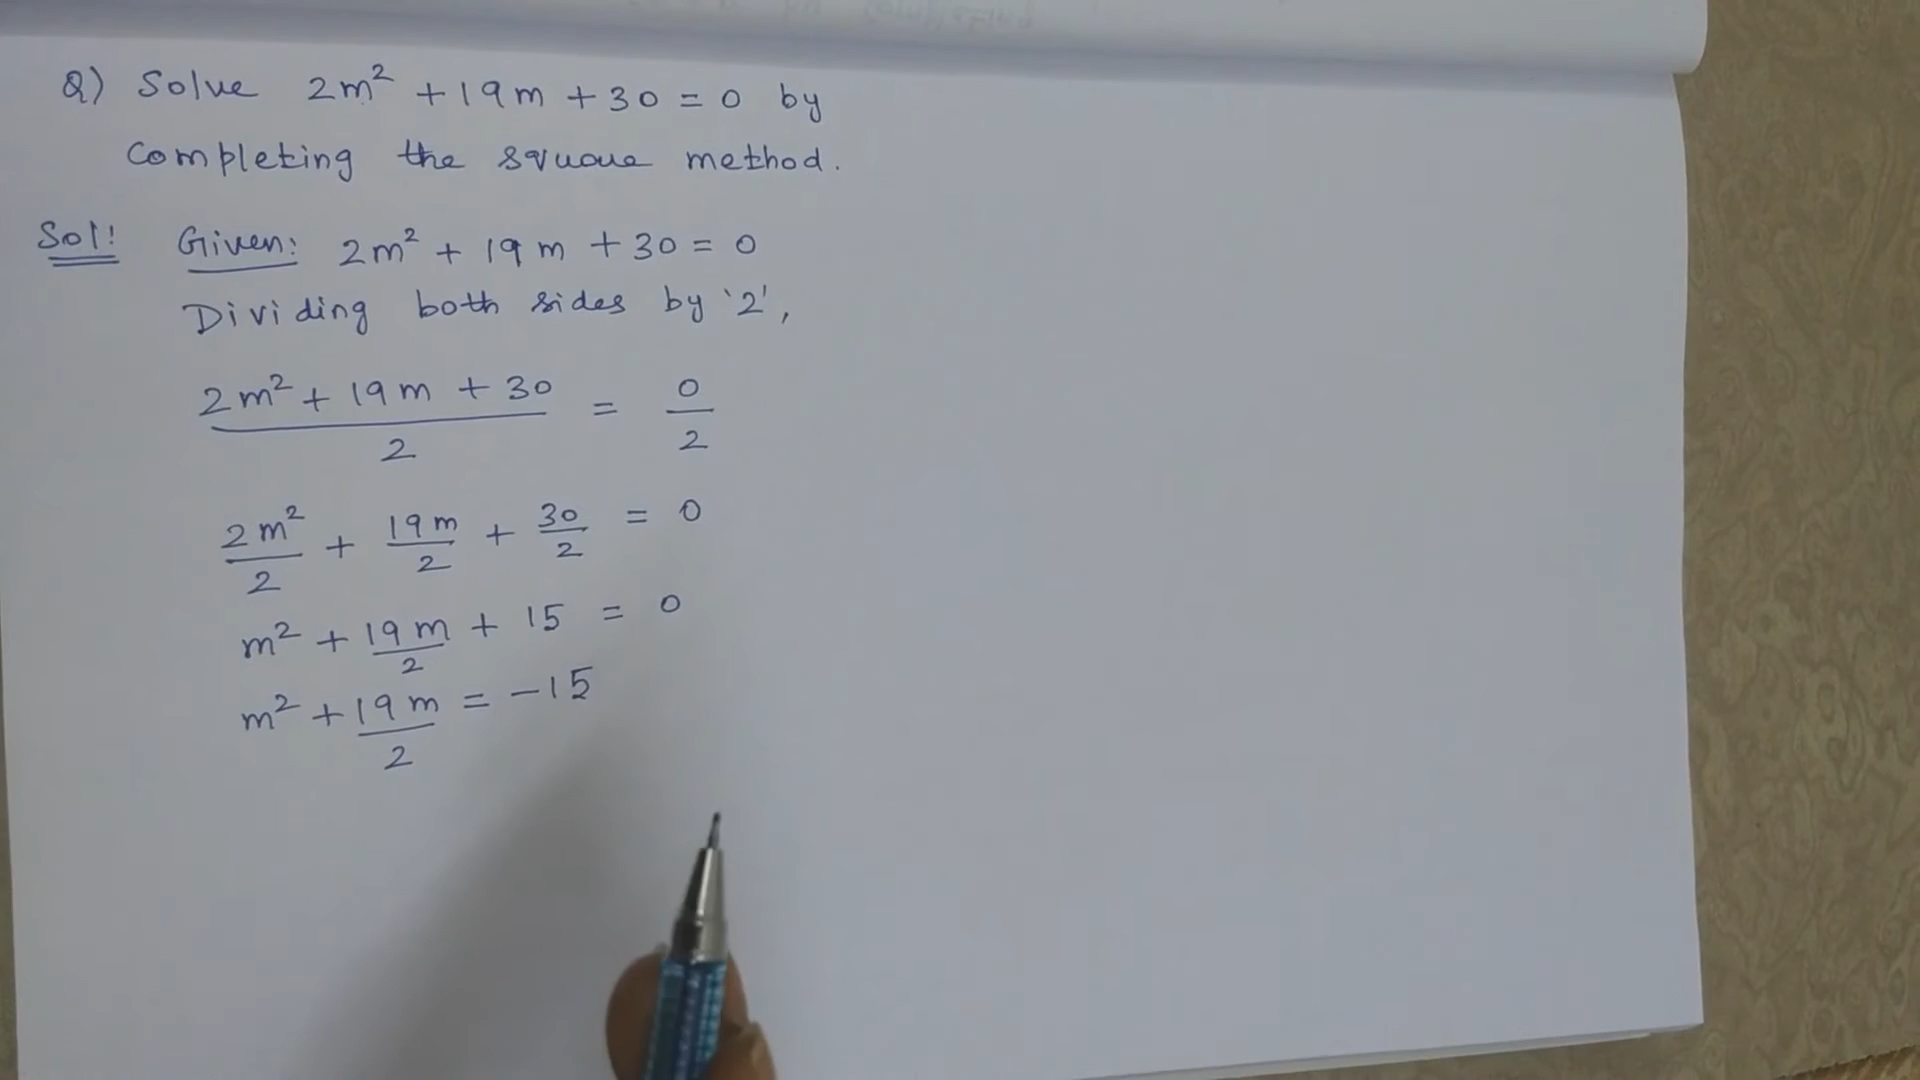 Q) Solve 2m² + 19m + 30 = 0 by
completing the square method.
Sol: Given: 2m² + 19m + 30 = 0
Dividing both sides by '2',
(2m² + 19m + 30)/2 = 0/2
2m²/2 + 19m/2 + 30/2 = 0
m² + 19m/2 + 15 = 0
m² + 19m/2 = -15